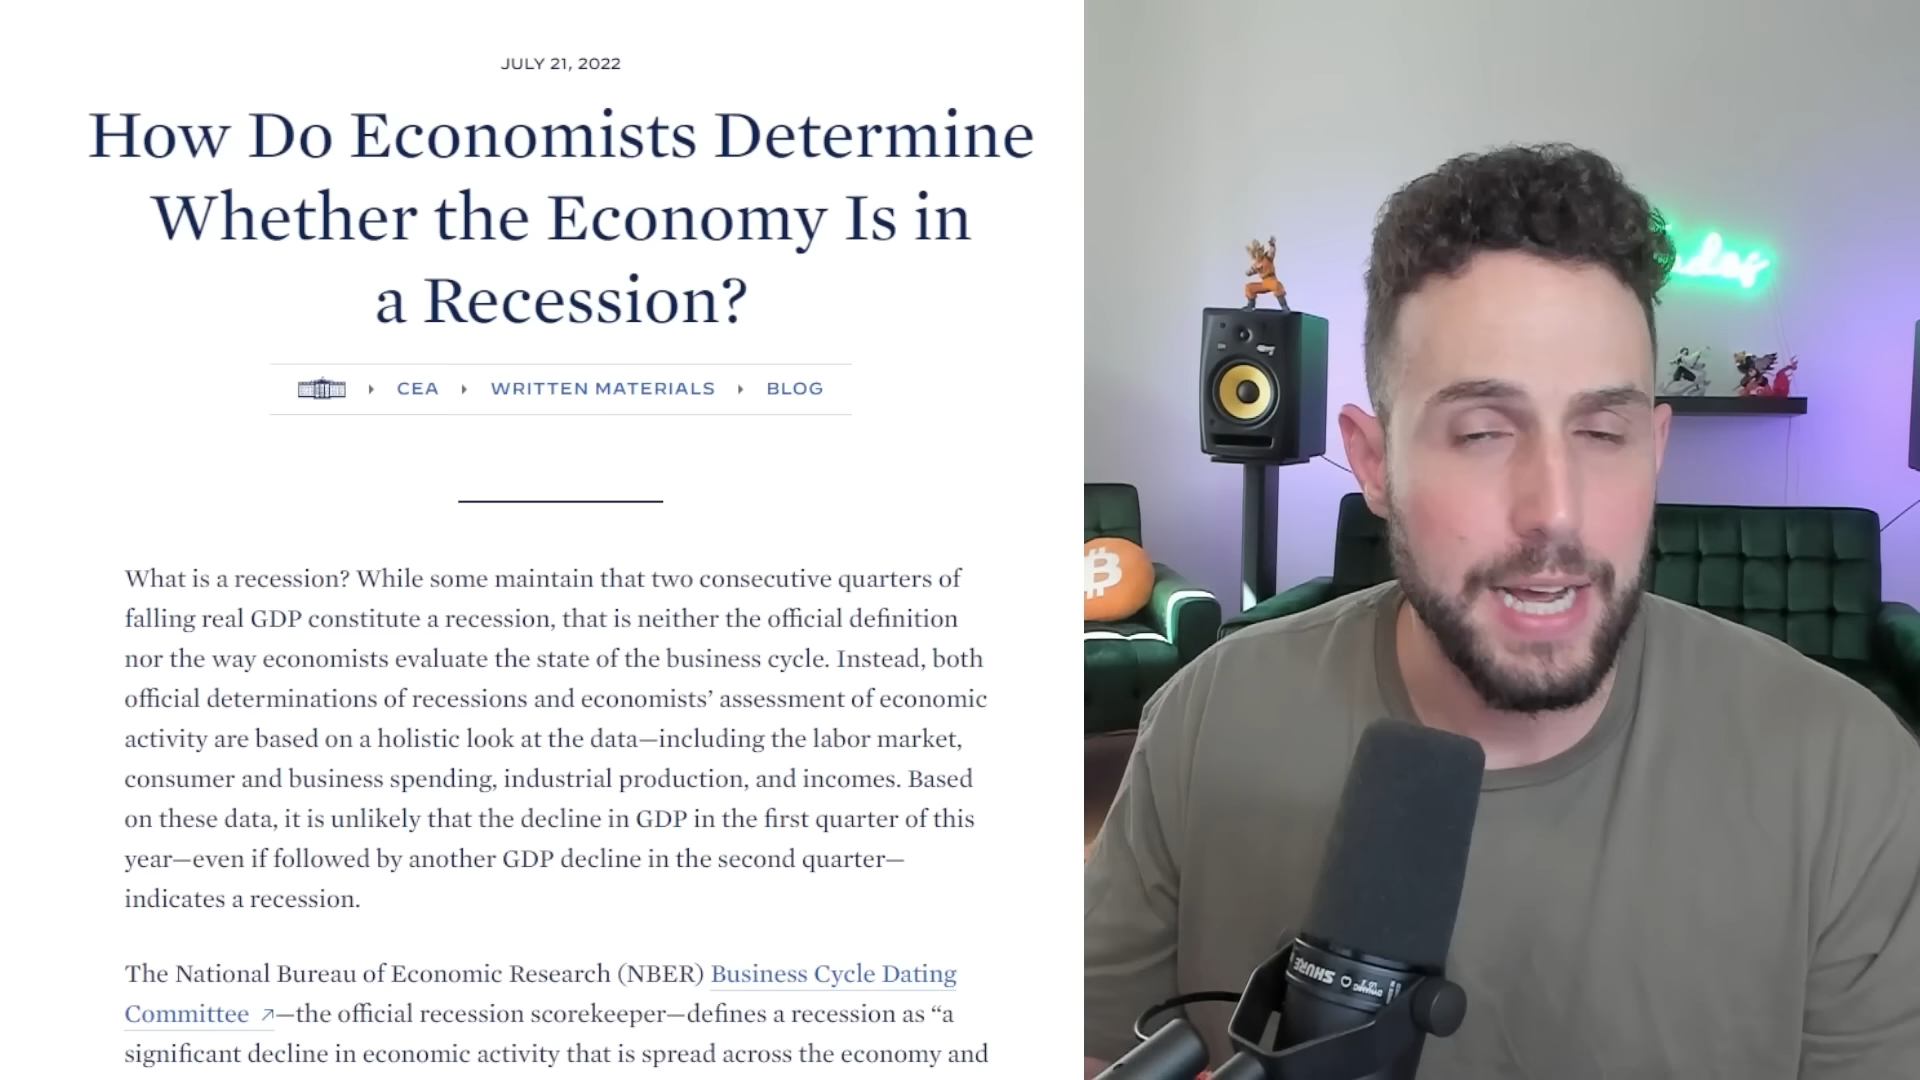 JULY 21, 2022
How Do Economists Determine
Whether the Economy Is in
a Recession?
CEA
WRITTEN MATERIALS
BLOG
What is a recession? While some maintain that two consecutive quarters of
falling real GDP constitute a recession, that is neither the official definition
nor the way economists evaluate the state of the business cycle. Instead, both
official determinations of recessions and economists’ assessment of economic
activity are based on a holistic look at the data—including the labor market,
consumer and business spending, industrial production, and incomes. Based
on these data, it is unlikely that the decline in GDP in the first quarter of this
year—even if followed by another GDP decline in the second quarter—
indicates a recession.
The National Bureau of Economic Research (NBER) Business Cycle Dating
Committee ↗—the official recession scorekeeper—defines a recession as “a
significant decline in economic activity that is spread across the economy and
SHURE